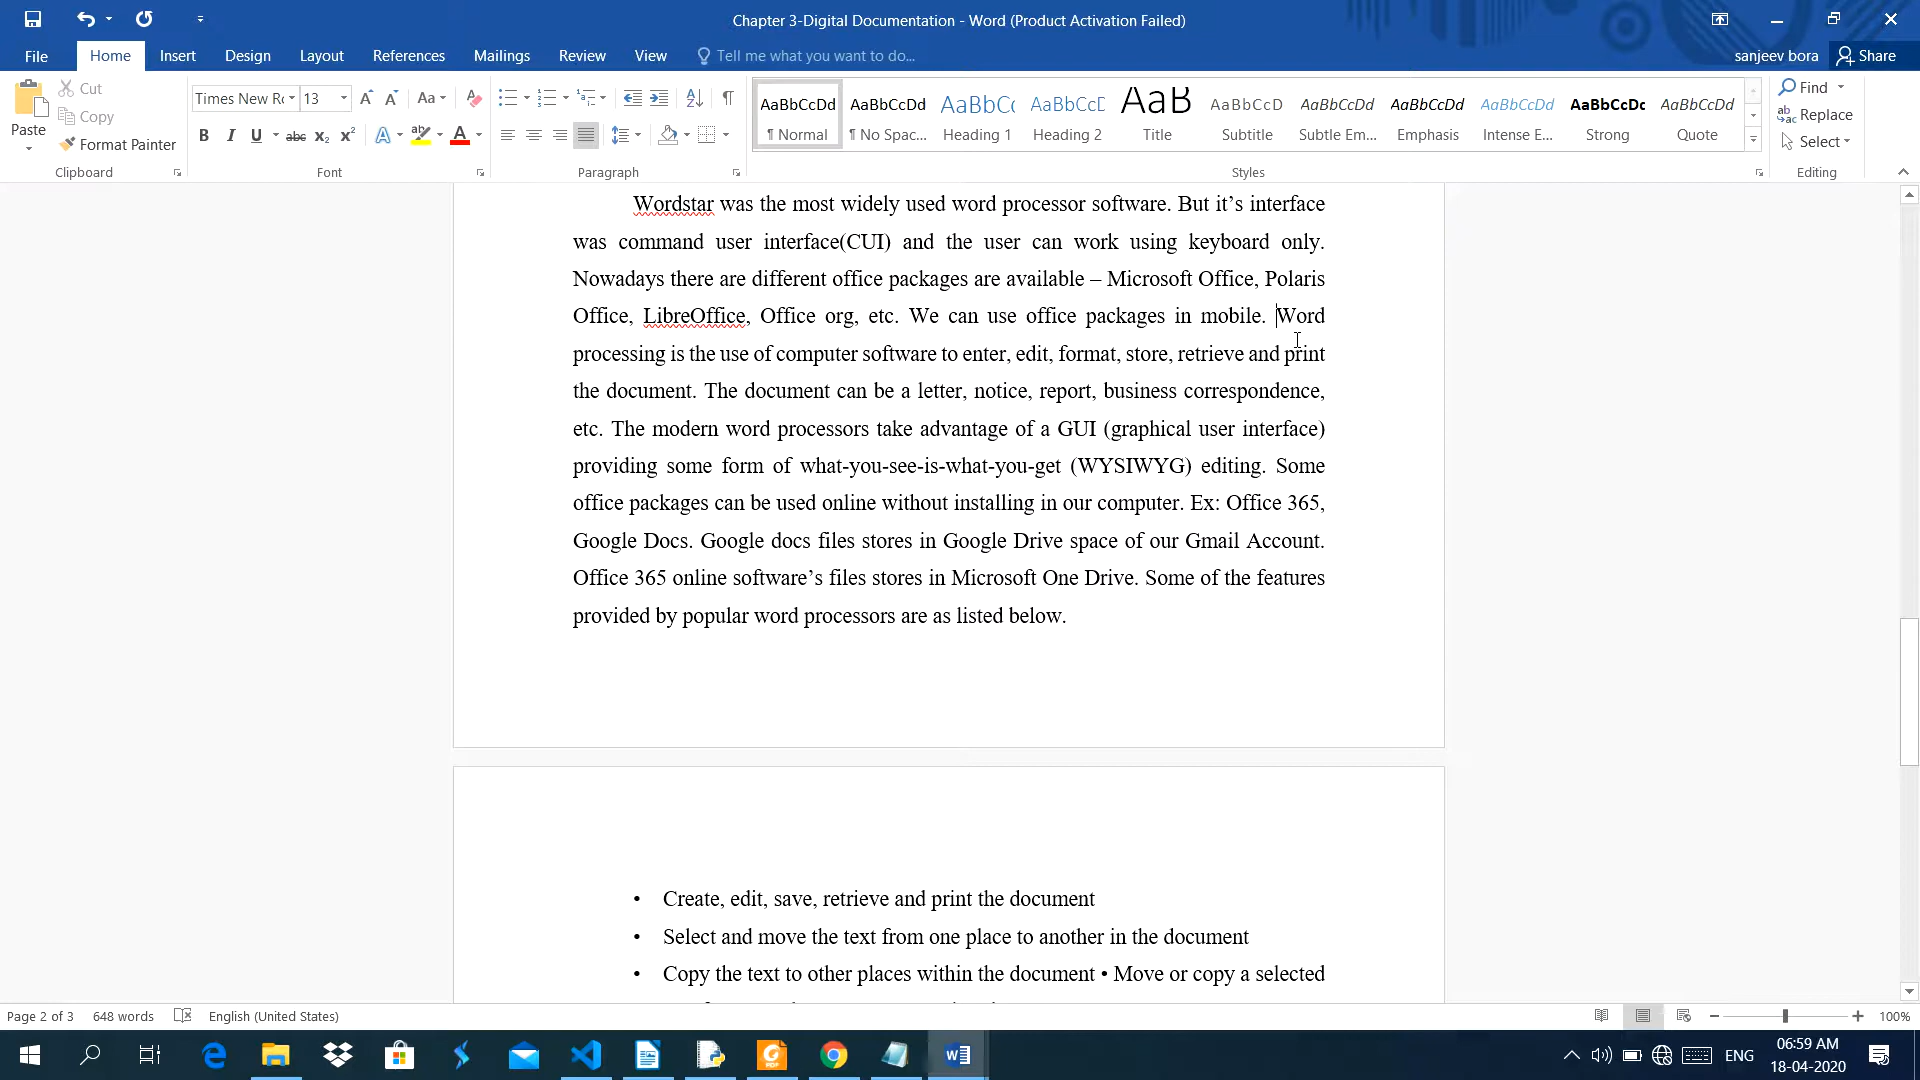 Chapter 3-Digital Documentation - Word (Product Activation Failed)
File Home Insert Design Layout References Mailings Review View Tell me what you want to do... sanjeev bora Share
Paste Cut Copy Format Painter
Times New Ro 13 Aa
AaBbCcDd AaBbCcDd AaBbC AaBbCcD AaB AaBbCcD AaBbCcDd AaBbCcDd AaBbCcDd AaBbCcDc AaBbCcDd
¶ Normal ¶ No Spac... Heading 1 Heading 2 Title Subtitle Subtle Em... Emphasis Intense E... Strong Quote
Find Replace Select
Clipboard Font Paragraph Styles Editing
Wordstar was the most widely used word processor software. But it’s interface
was command user interface(CUI) and the user can work using keyboard only.
Nowadays there are different office packages are available – Microsoft Office, Polaris
Office, LibreOffice, Office org, etc. We can use office packages in mobile. Word
processing is the use of computer software to enter, edit, format, store, retrieve and print
the document. The document can be a letter, notice, report, business correspondence,
etc. The modern word processors take advantage of a GUI (graphical user interface)
providing some form of what-you-see-is-what-you-get (WYSIWYG) editing. Some
office packages can be used online without installing in our computer. Ex: Office 365,
Google Docs. Google docs files stores in Google Drive space of our Gmail Account.
Office 365 online software’s files stores in Microsoft One Drive. Some of the features
provided by popular word processors are as listed below.
• Create, edit, save, retrieve and print the document
• Select and move the text from one place to another in the document
• Copy the text to other places within the document • Move or copy a selected
Page 2 of 3 648 words English (United States) 100%
ENG 06:59 AM
18-04-2020